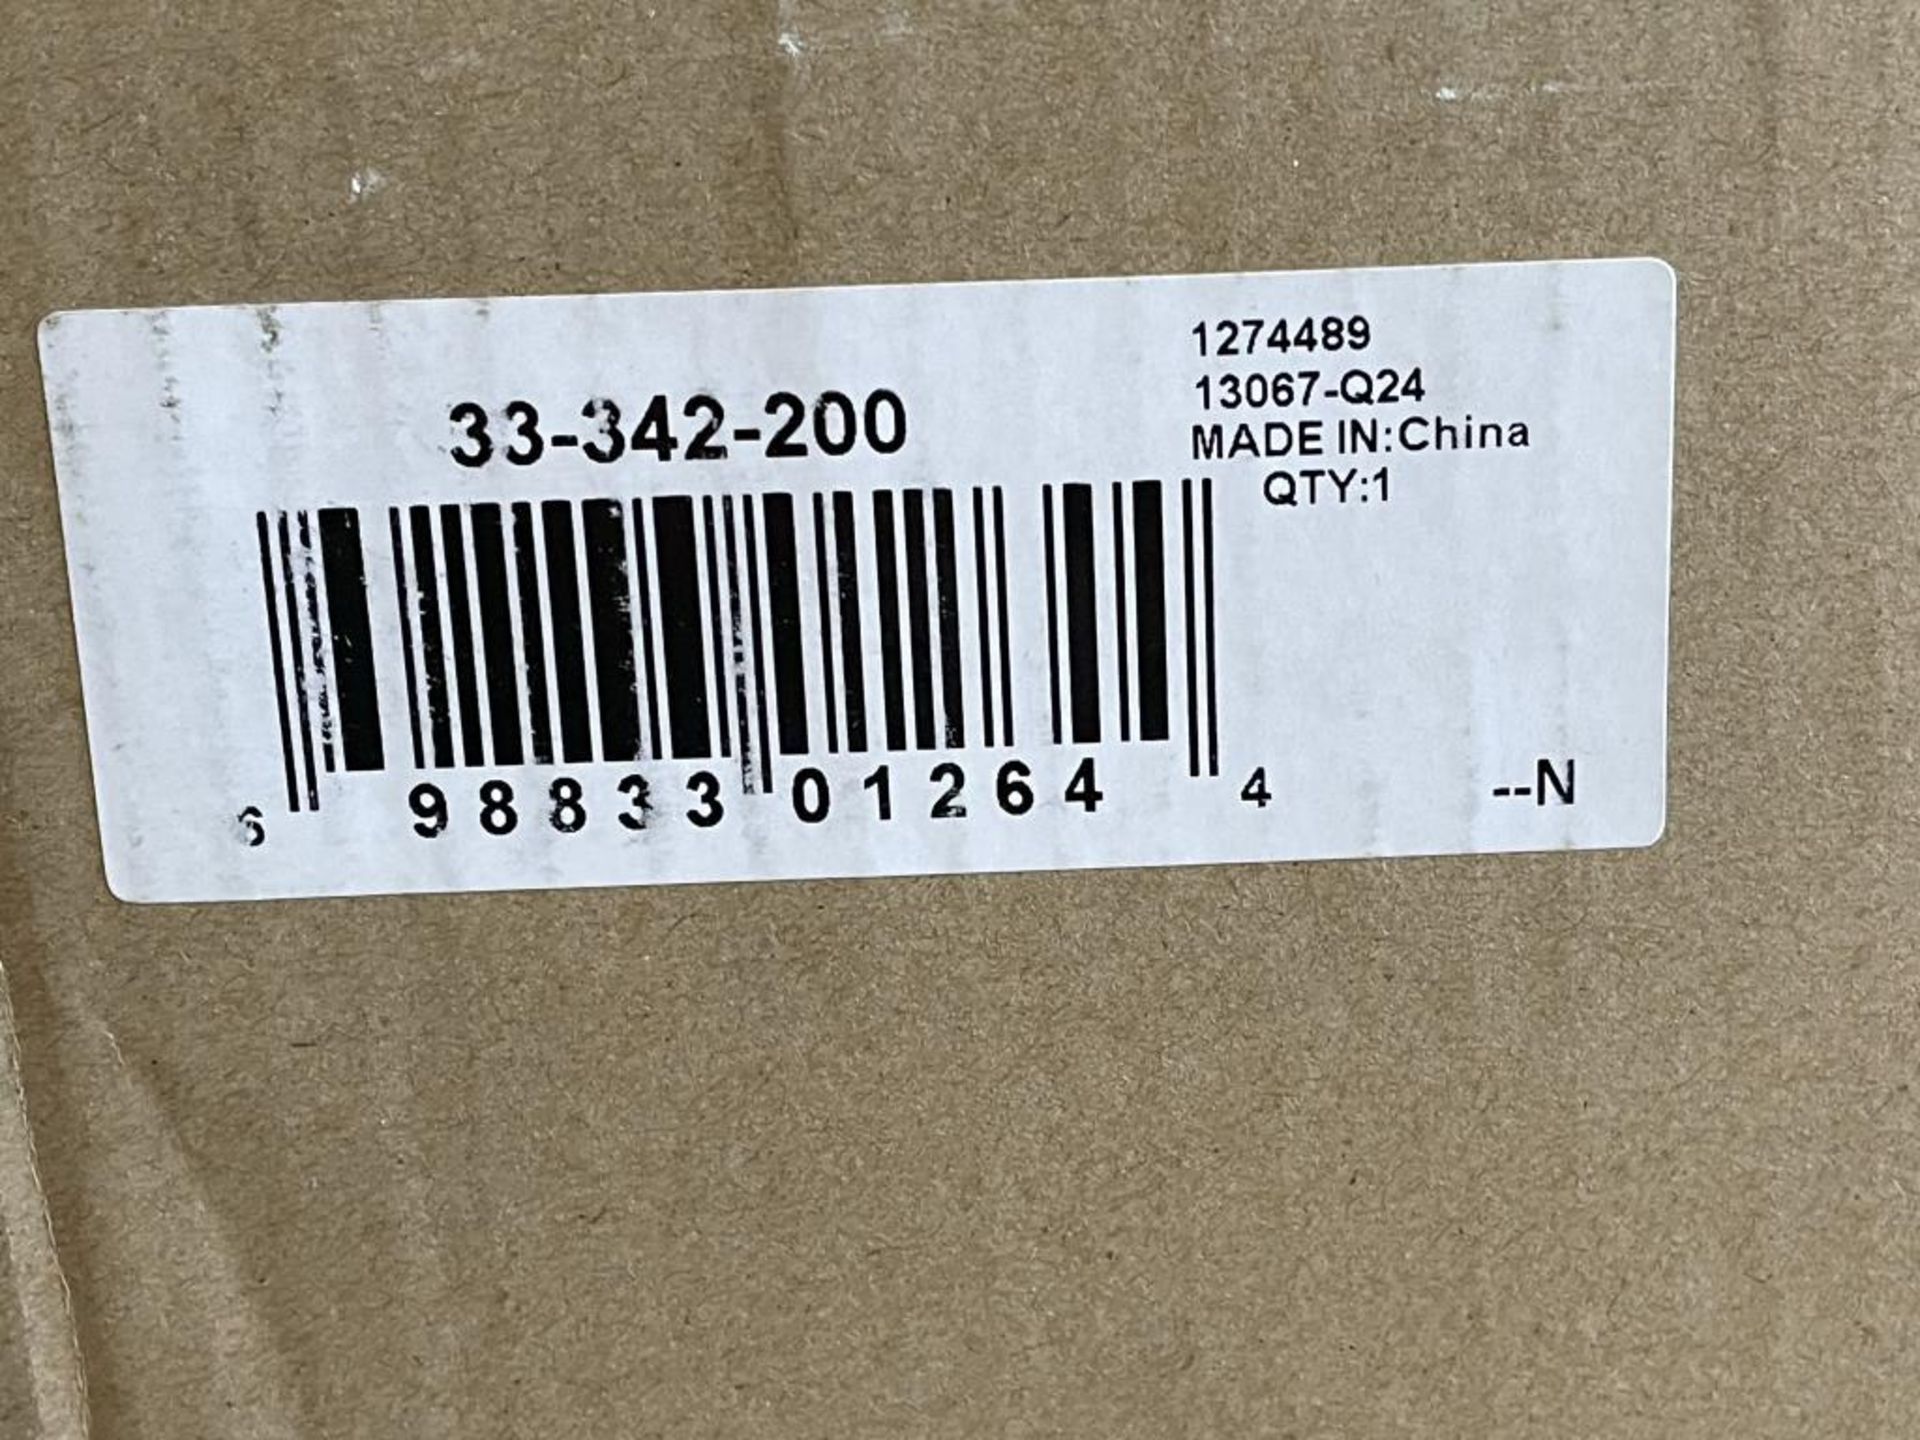 33-342-200
1274489
13067-Q24
MADE IN:China
QTY:1
6 98833 01264 4
--N